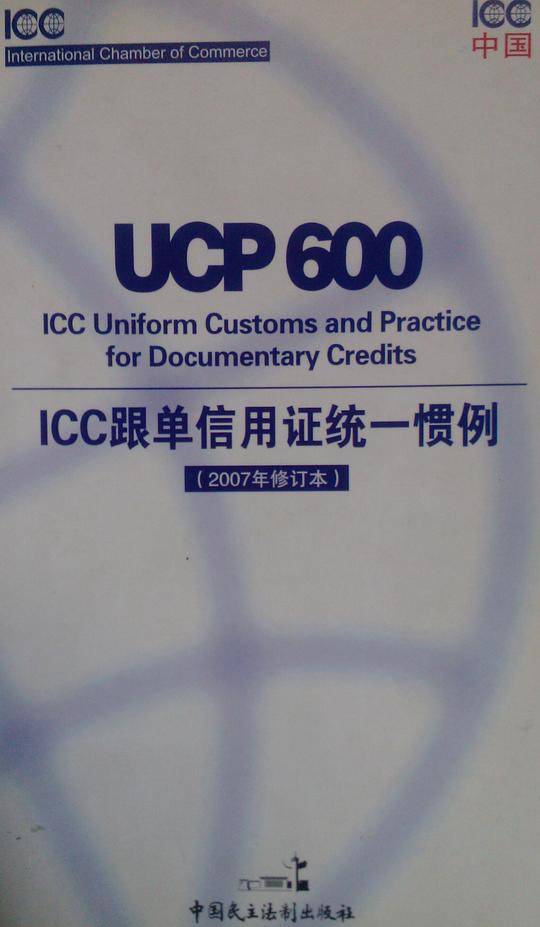 ICC
International Chamber of Commerce
ICC
中国
UCP 600
ICC Uniform Customs and Practice
for Documentary Credits
ICC跟单信用证统一惯例
（2007年修订本）
中国民主法制出版社